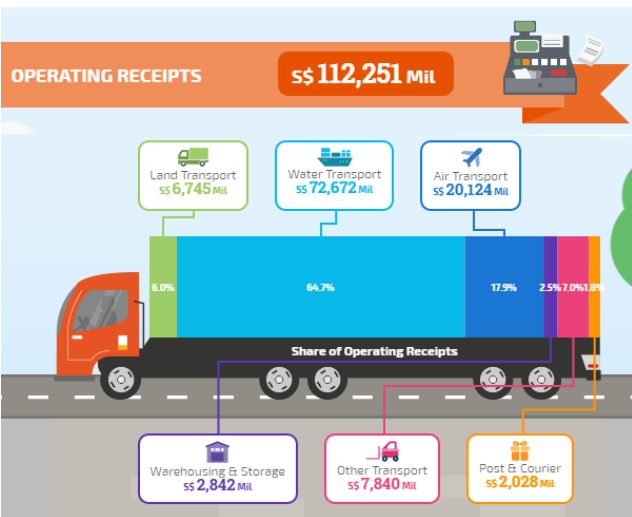 OPERATING RECEIPTS
S$ 112,251 Mil
Land Transport
S$ 6,745 Mil
Water Transport
S$ 72,672 Mil
Air Transport
S$ 20,124 Mil
6.0% 64.7% 17.9% 2.5% 7.0% 1.8%
Share of Operating Receipts
Warehousing & Storage
S$ 2,842 Mil
Other Transport
S$ 7,840 Mil
Post & Courier
S$ 2,028 Mil